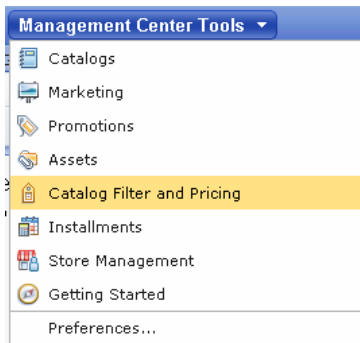 Management Center Tools
Catalogs
Marketing
Promotions
Assets
Catalog Filter and Pricing
Installments
Store Management
Getting Started
Preferences...